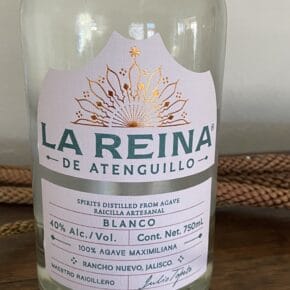 LA REINA®
DE ATENGUILLO
SPIRITS DISTILLED FROM AGAVE
RAICILLA ARTESANAL
BLANCO
40% Alc./Vol. Cont. Net. 750mL
100% AGAVE MAXIMILIANA
RANCHO NUEVO, JALISCO.
MAESTRO RAICILLERO